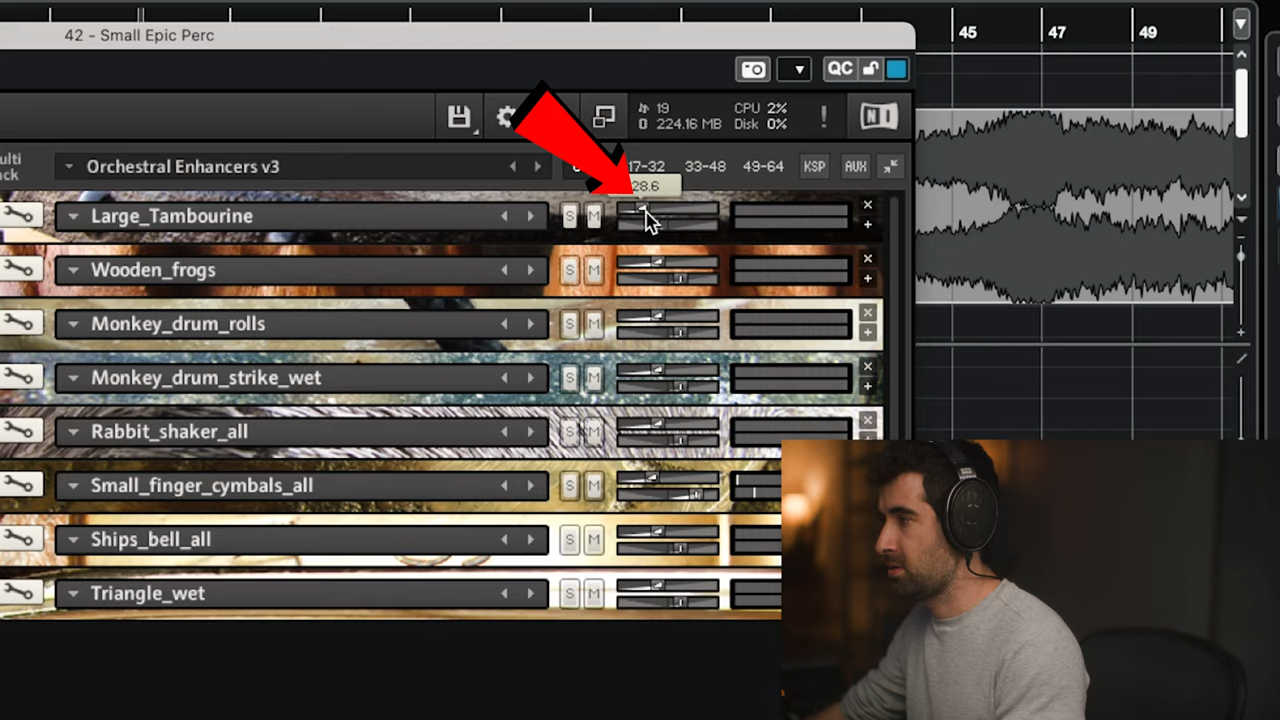 45 47 49
42 - Small Epic Perc
QC
19 CPU 2%
224.16 MB Disk 0% !
Orchestral Enhancers v3 17-32 33-48 49-64 KSP AUX
28.6
Large_Tambourine S M
Wooden_frogs S M
Monkey_drum_rolls S M
Monkey_drum_strike_wet S M
Rabbit_shaker_all S M
Small_finger_cymbals_all S M
Ships_bell_all S M
Triangle_wet S M